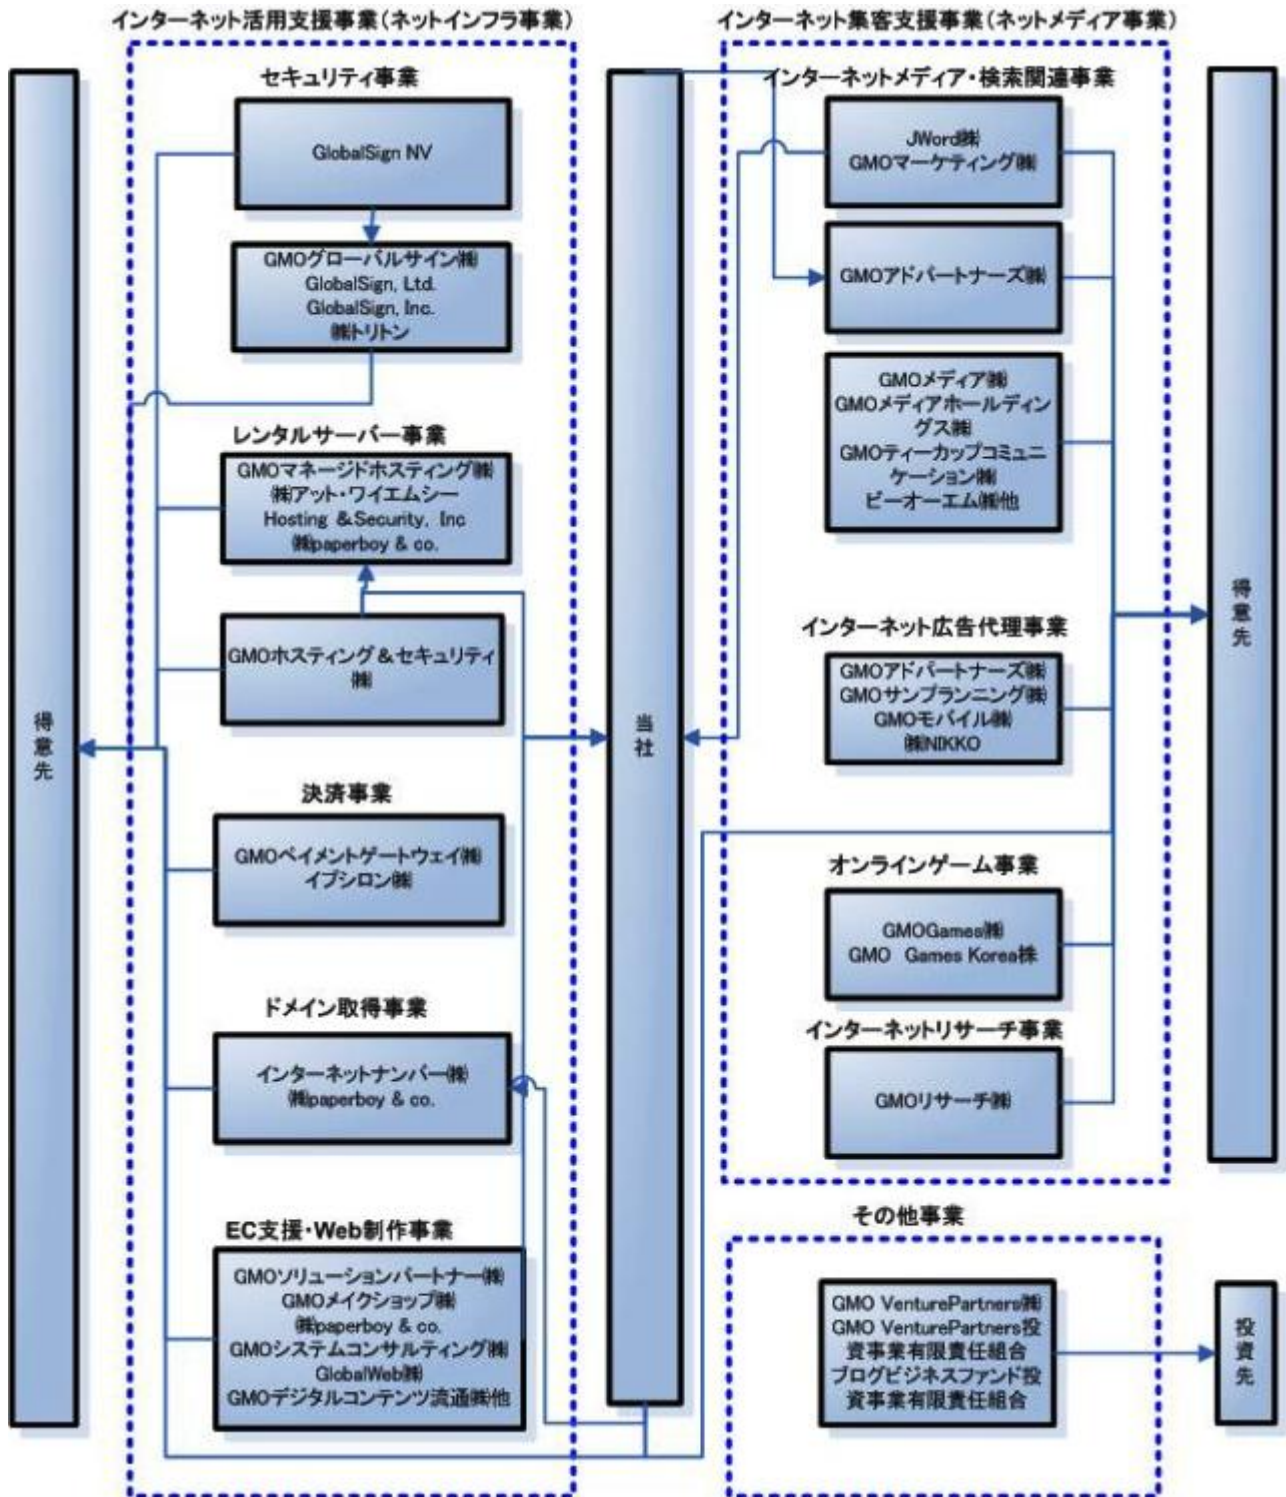 インターネット活用支援事業(ネットインフラ事業)
セキュリティ事業
GlobalSign NV
GMOグローバルサイン㈱
GlobalSign, Ltd.
GlobalSign, Inc.
㈱トリトン
レンタルサーバー事業
GMOマネージドホスティング㈱
㈱アット・ワイエムシー
Hosting &Security, Inc
㈱paperboy & co.
GMOホスティング&セキュリティ
㈱
決済事業
GMOペイメントゲートウェイ㈱
イプシロン㈱
ドメイン取得事業
インターネットナンバー㈱
㈱paperboy & co.
EC支援・Web制作事業
GMOソリューションパートナー㈱
GMOメイクショップ㈱
㈱paperboy & co.
GMOシステムコンサルティング㈱
GlobalWeb㈱
GMOデジタルコンテンツ流通㈱他
得意先
当社
インターネット集客支援事業(ネットメディア事業)
インターネットメディア・検索関連事業
JWord㈱
GMOマーケティング㈱
GMOアドパートナーズ㈱
GMOメディア㈱
GMOメディアホールディン
グス㈱
GMOティーカップコミュニ
ケーション㈱
ビーオーエム㈱他
インターネット広告代理事業
GMOアドパートナーズ㈱
GMOサンプランニング㈱
GMOモバイル㈱
㈱NIKKO
オンラインゲーム事業
GMOGames㈱
GMO Games Korea株
インターネットリサーチ事業
GMOリサーチ㈱
得意先
その他事業
GMO VenturePartners㈱
GMO VenturePartners投
資事業有限責任組合
ブログビジネスファンド投
資事業有限責任組合
投資先